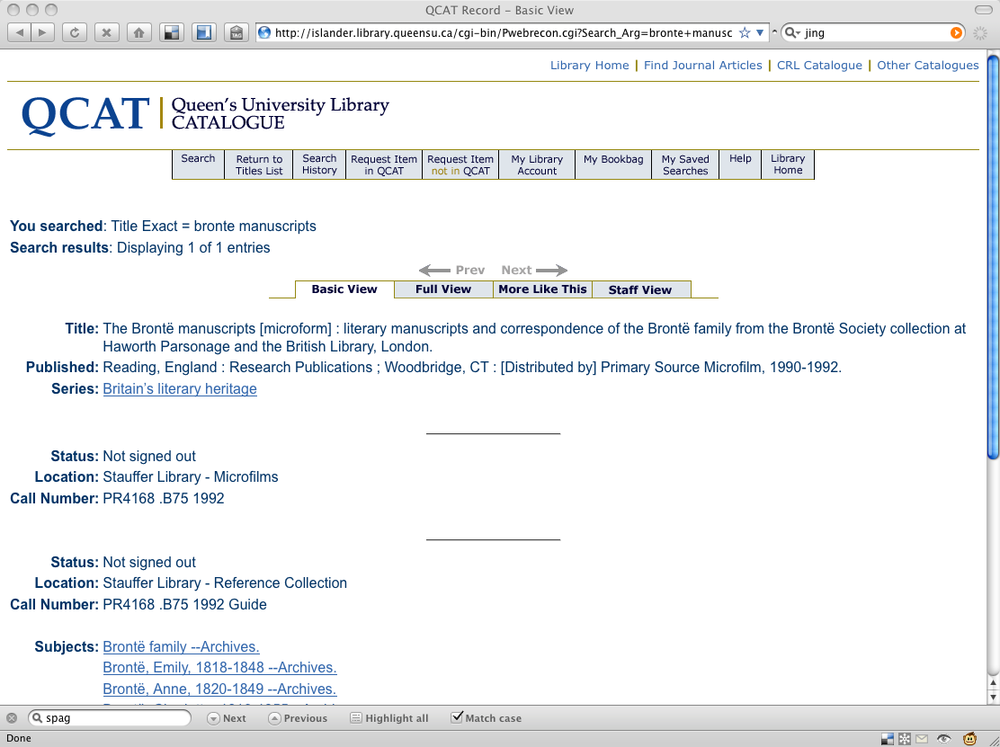 QCAT Record – Basic View
http://islander.library.queensu.ca/cgi-bin/Pwebrecon.cgi?Search_Arg=bronte+manusc
jing
Library Home | Find Journal Articles | CRL Catalogue | Other Catalogues
QCAT | Queen's University Library
CATALOGUE
Search
Return to
Titles List
Search
History
Request Item
in QCAT
Request Item
not in QCAT
My Library
Account
My Bookbag
My Saved
Searches
Help
Library
Home
You searched: Title Exact = bronte manuscripts
Search results: Displaying 1 of 1 entries
Prev Next
Basic View Full View More Like This Staff View
Title: The Brontë manuscripts [microform] : literary manuscripts and correspondence of the Brontë family from the Brontë Society collection at
Haworth Parsonage and the British Library, London.
Published: Reading, England : Research Publications ; Woodbridge, CT : [Distributed by] Primary Source Microfilm, 1990-1992.
Series: Britain's literary heritage
Status: Not signed out
Location: Stauffer Library - Microfilms
Call Number: PR4168 .B75 1992
Status: Not signed out
Location: Stauffer Library - Reference Collection
Call Number: PR4168 .B75 1992 Guide
Subjects: Brontë family --Archives.
Brontë, Emily, 1818-1848 --Archives.
Brontë, Anne, 1820-1849 --Archives.
spag Next Previous Highlight all Match case
Done